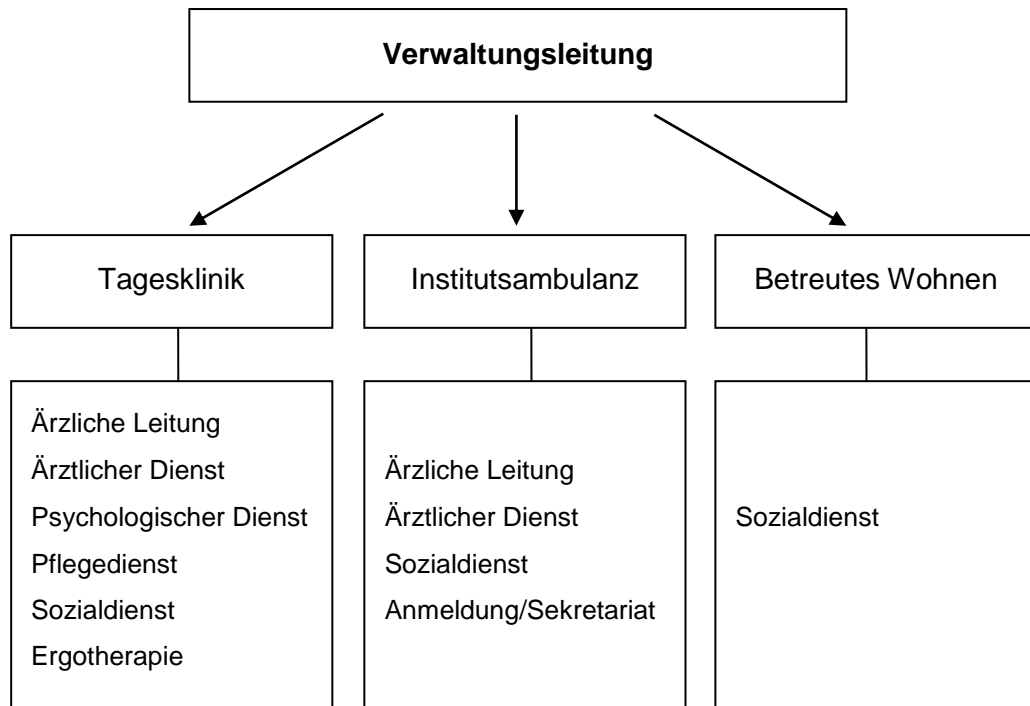 Verwaltungsleitung
Tagesklinik
Institutsambulanz
Betreutes Wohnen
Ärzliche Leitung
Ärztlicher Dienst
Psychologischer Dienst
Pflegedienst
Sozialdienst
Ergotherapie
Ärzliche Leitung
Ärztlicher Dienst
Sozialdienst
Anmeldung/Sekretariat
Sozialdienst